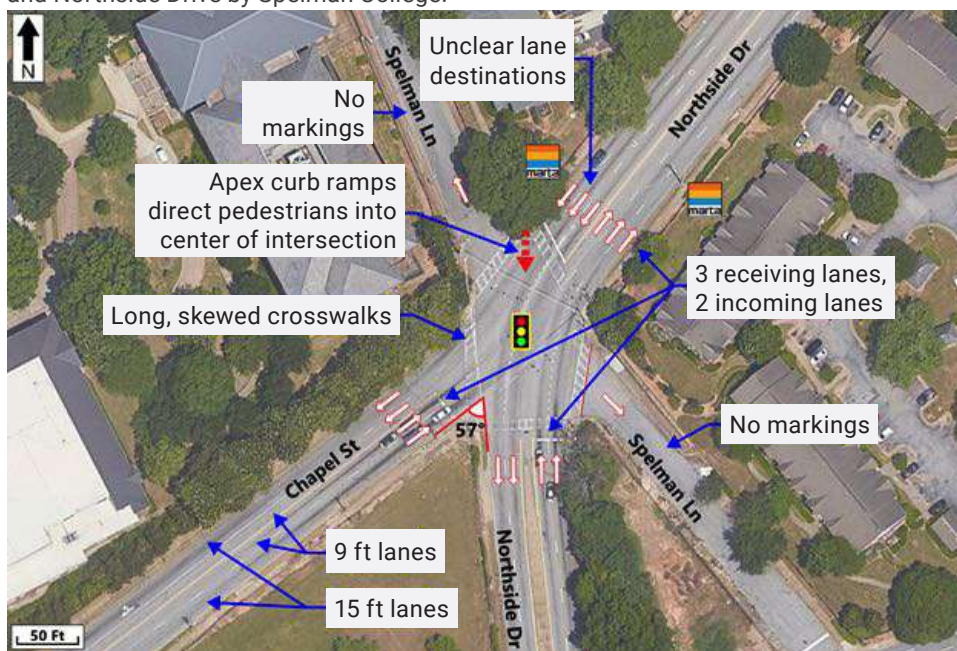 and Northside Drive by Spelman College.
N
Spelman Ln
Unclear lane
destinations
Northside Dr
No
markings
marta
marta
Apex curb ramps
direct pedestrians into
center of intersection
3 receiving lanes,
2 incoming lanes
Long, skewed crosswalks
57°
No markings
Chapel St
Spelman Ln
9 ft lanes
Northside Dr
15 ft lanes
50 Ft